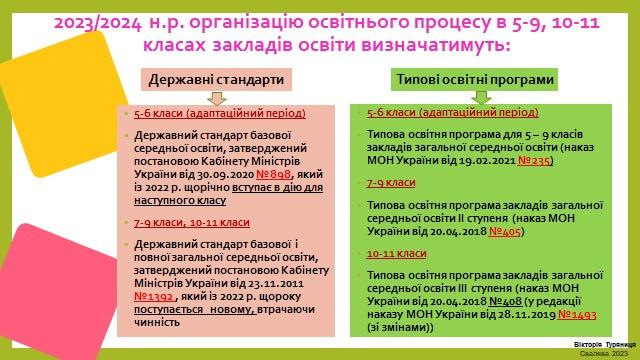 2023/2024 н.р. організацію освітнього процесу в 5-9, 10-11
класах закладів освіти визначатимуть:
Державні стандарти
5-6 класи (адаптаційний період)
Державний стандарт базової
середньої освіти, затверджений
постановою Кабінету Міністрів
України від 30.09.2020 №898, який
із 2022 р. щорічно вступає в дію для
наступного класу
7-9 класи, 10-11 класи
Державний стандарт базової і
повної загальної середньої освіти,
затверджений постановою Кабінету
Міністрів України від 23.11.2011
№1392 , який із 2022 р. щороку
поступається новому, втрачаючи
чинність
Типові освітні програми
5-6 класи (адаптаційний період)
Типова освітня програма для 5 – 9 класів
закладів загальної середньої освіти (наказ
МОН України від 19.02.2021 №235)
7-9 класи
Типова освітня програма закладів загальної
середньої освіти ІІ ступеня (наказ МОН
України від 20.04.2018 №405)
10-11 класи
Типова освітня програма закладів загальної
середньої освіти ІІІ ступеня (наказ МОН
України від 20.04.2018 №408 (у редакції
наказу МОН України від 28.11.2019 №1493
(зі змінами))
Вікторія Туряниця
Свалява 2023